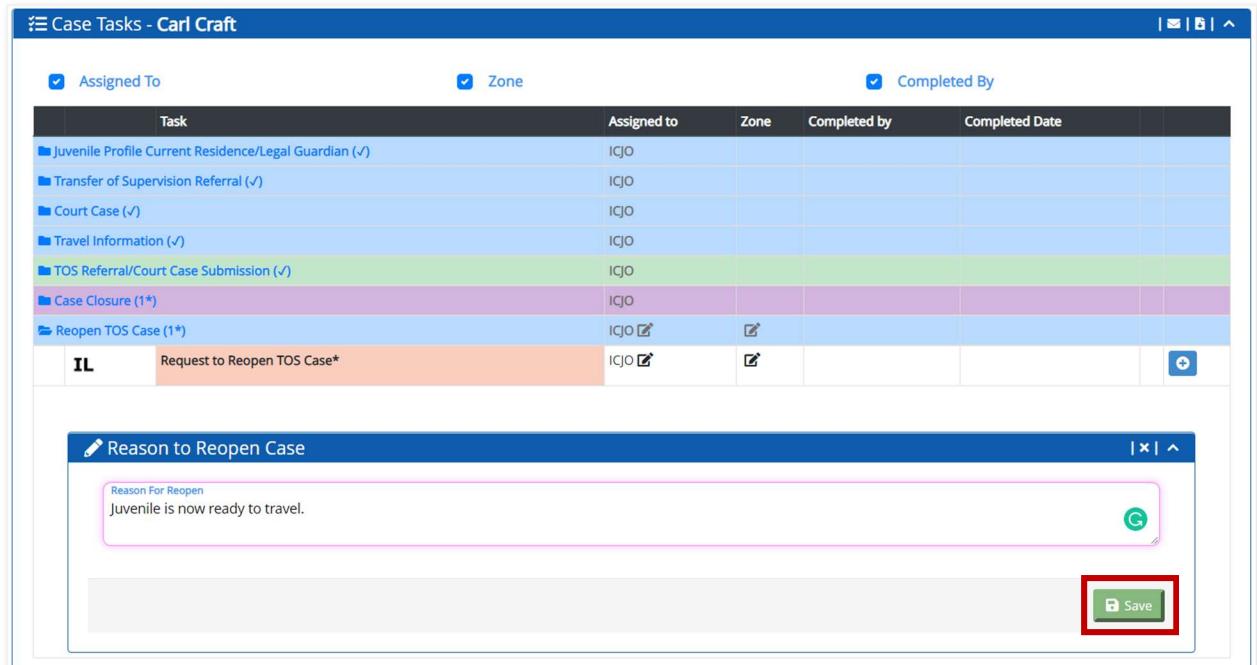 Case Tasks - Carl Craft
Assigned To Zone Completed By
Task Assigned to Zone Completed by Completed Date
Juvenile Profile Current Residence/Legal Guardian (✓) ICJO
Transfer of Supervision Referral (✓) ICJO
Court Case (✓) ICJO
Travel Information (✓) ICJO
TOS Referral/Court Case Submission (✓) ICJO
Case Closure (1*) ICJO
Reopen TOS Case (1*) ICJO
IL Request to Reopen TOS Case* ICJO
Reason to Reopen Case
Reason For Reopen
Juvenile is now ready to travel.
Save